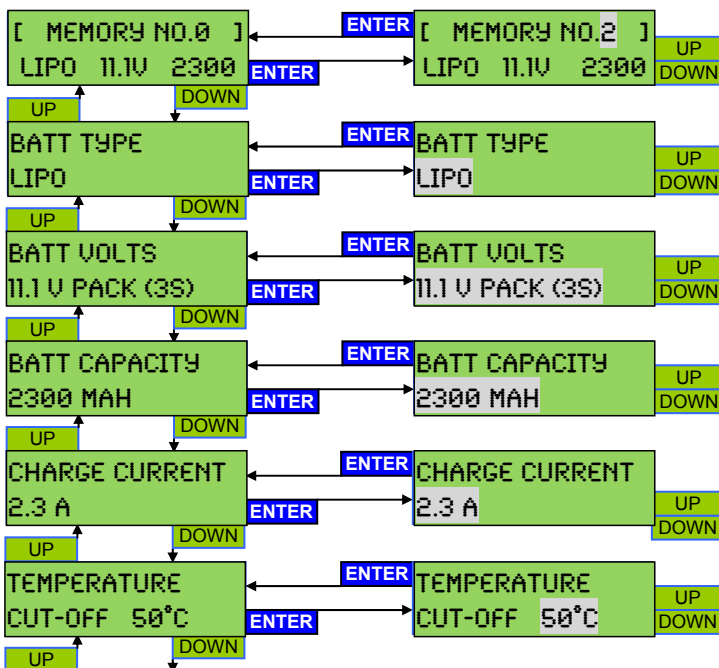 [ MEMORY NO.0 ]
LIPO 11.1V 2300
ENTER
ENTER
[ MEMORY NO.2 ]
LIPO 11.1V 2300
UP
DOWN
UP
DOWN
BATT TYPE
LIPO
ENTER
ENTER
BATT TYPE
LIPO
UP
DOWN
UP
DOWN
BATT VOLTS
11.1 V PACK (3S)
ENTER
ENTER
BATT VOLTS
11.1 V PACK (3S)
UP
DOWN
UP
DOWN
BATT CAPACITY
2300 MAH
ENTER
ENTER
BATT CAPACITY
2300 MAH
UP
DOWN
UP
DOWN
CHARGE CURRENT
2.3 A
ENTER
ENTER
CHARGE CURRENT
2.3 A
UP
DOWN
UP
DOWN
TEMPERATURE
CUT-OFF 50°C
ENTER
ENTER
TEMPERATURE
CUT-OFF 50°C
UP
DOWN
UP
DOWN